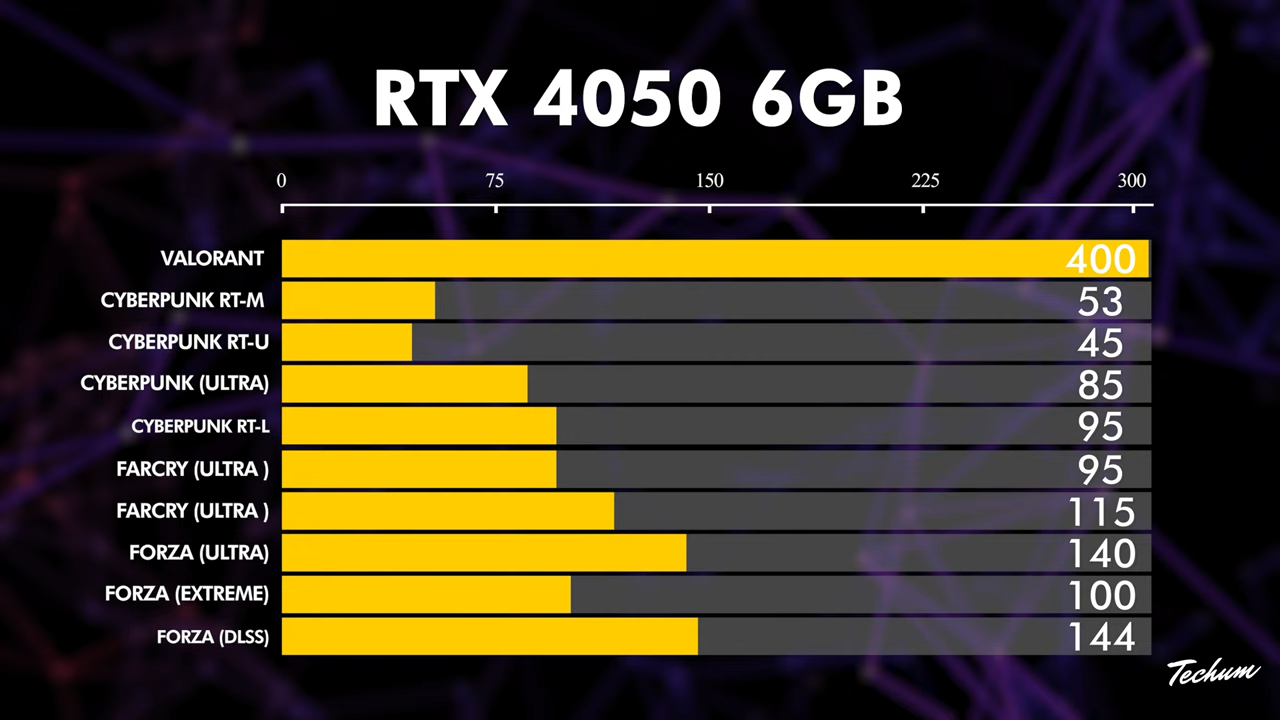 RTX 4050 6GB
0 75 150 225 300
VALORANT 400
CYBERPUNK RT-M 53
CYBERPUNK RT-U 45
CYBERPUNK (ULTRA) 85
CYBERPUNK RT-L 95
FARCRY (ULTRA ) 95
FARCRY (ULTRA ) 115
FORZA (ULTRA) 140
FORZA (EXTREME) 100
FORZA (DLSS) 144
Techum